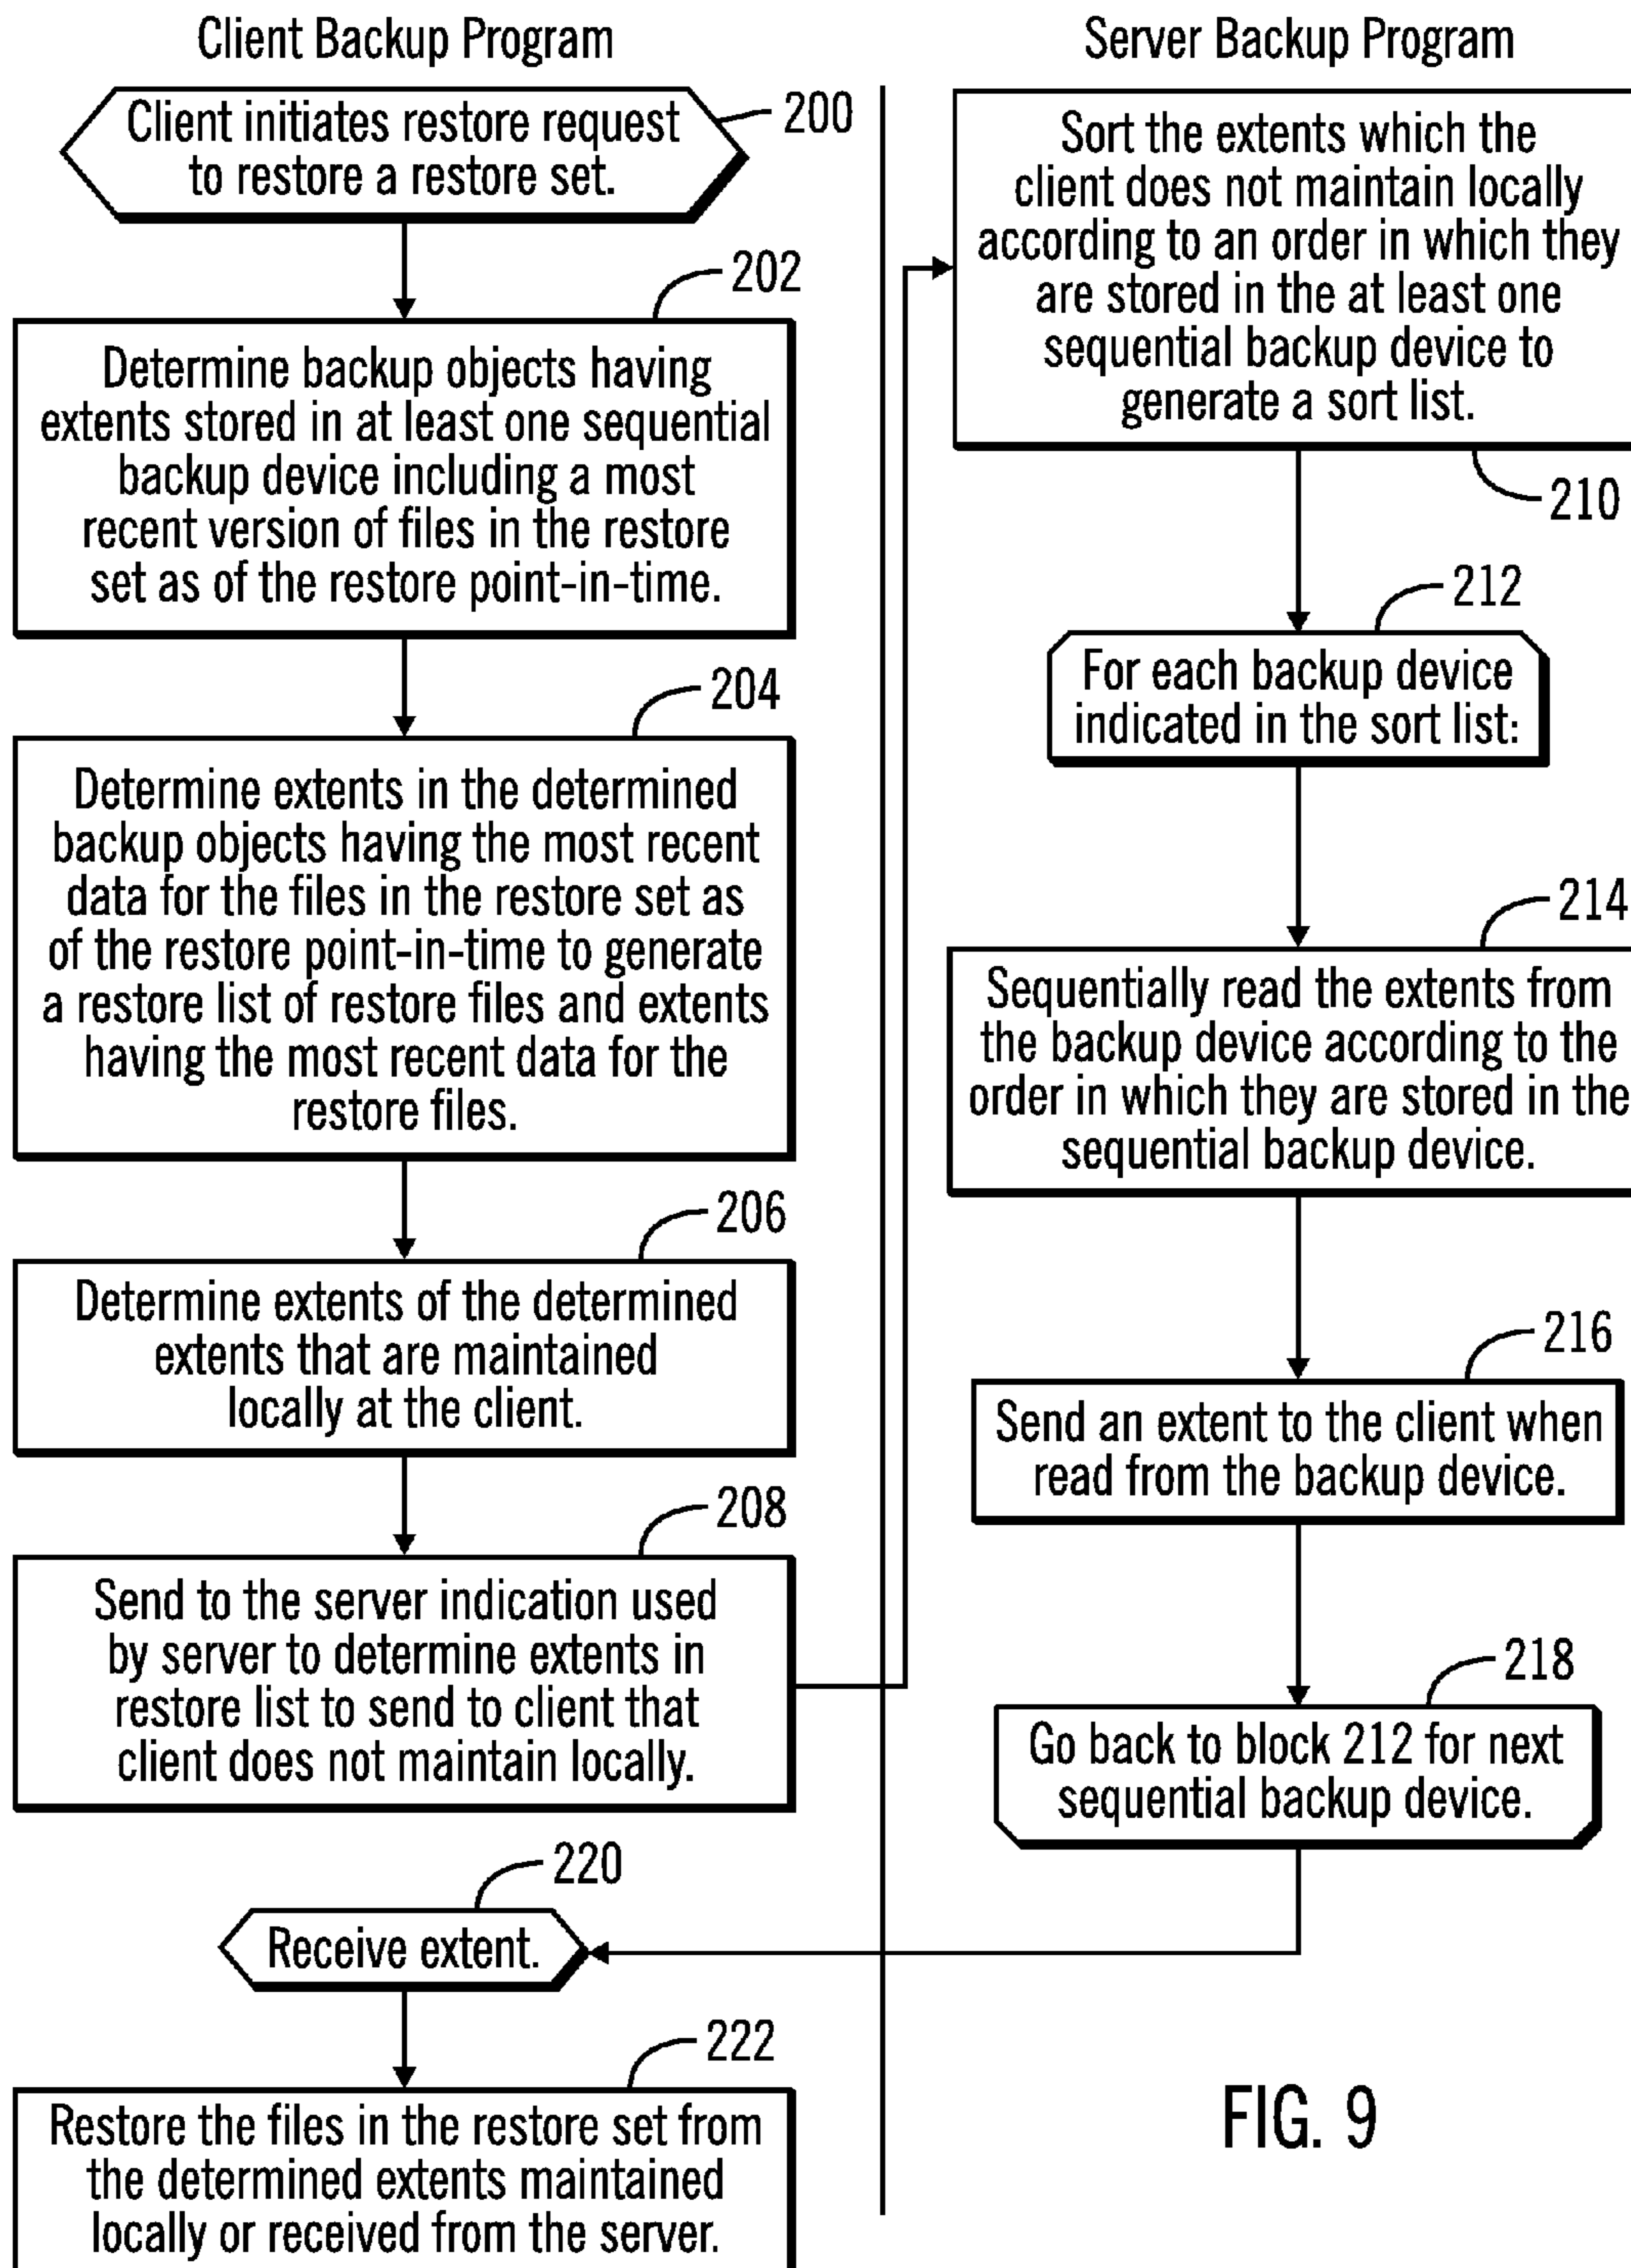 Client Backup Program
Client initiates restore request
to restore a restore set.
200
202
Determine backup objects having
extents stored in at least one sequential
backup device including a most
recent version of files in the restore
set as of the restore point-in-time.
204
Determine extents in the determined
backup objects having the most recent
data for the files in the restore set as
of the restore point-in-time to generate
a restore list of restore files and extents
having the most recent data for the
restore files.
206
Determine extents of the determined
extents that are maintained
locally at the client.
208
Send to the server indication used
by server to determine extents in
restore list to send to client that
client does not maintain locally.
Server Backup Program
Sort the extents which the
client does not maintain locally
according to an order in which they
are stored in the at least one
sequential backup device to
generate a sort list.
210
212
For each backup device
indicated in the sort list:
214
Sequentially read the extents from
the backup device according to the
order in which they are stored in the
sequential backup device.
216
Send an extent to the client when
read from the backup device.
218
Go back to block 212 for next
sequential backup device.
220
Receive extent.
222
Restore the files in the restore set from
the determined extents maintained
locally or received from the server.
FIG. 9